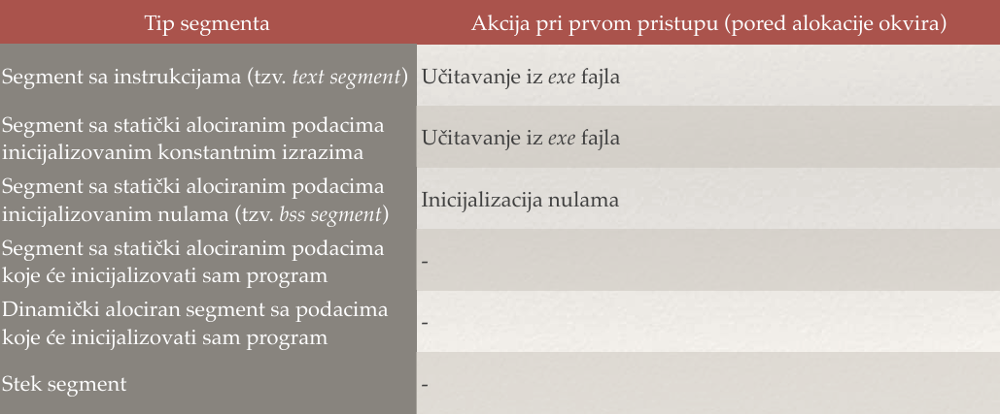 Tip segmenta
Akcija pri prvom pristupu (pored alokacije okvira)
Segment sa instrukcijama (tzv. text segment)
Učitavanje iz exe fajla
Segment sa statički alociranim podacima
inicijalizovanim konstantnim izrazima
Učitavanje iz exe fajla
Segment sa statički alociranim podacima
inicijalizovanim nulama (tzv. bss segment)
Inicijalizacija nulama
Segment sa statički alociranim podacima
koje će inicijalizovati sam program
-
Dinamički alociran segment sa podacima
koje će inicijalizovati sam program
-
Stek segment
-